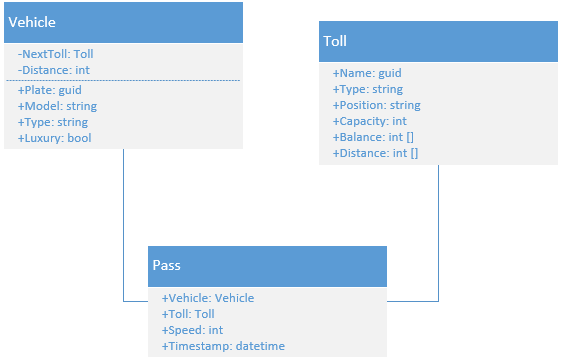 Vehicle
-NextToll: Toll
-Distance: int
+Plate: guid
+Model: string
+Type: string
+Luxury: bool
Toll
+Name: guid
+Type: string
+Position: string
+Capacity: int
+Balance: int []
+Distance: int []
Pass
+Vehicle: Vehicle
+Toll: Toll
+Speed: int
+Timestamp: datetime